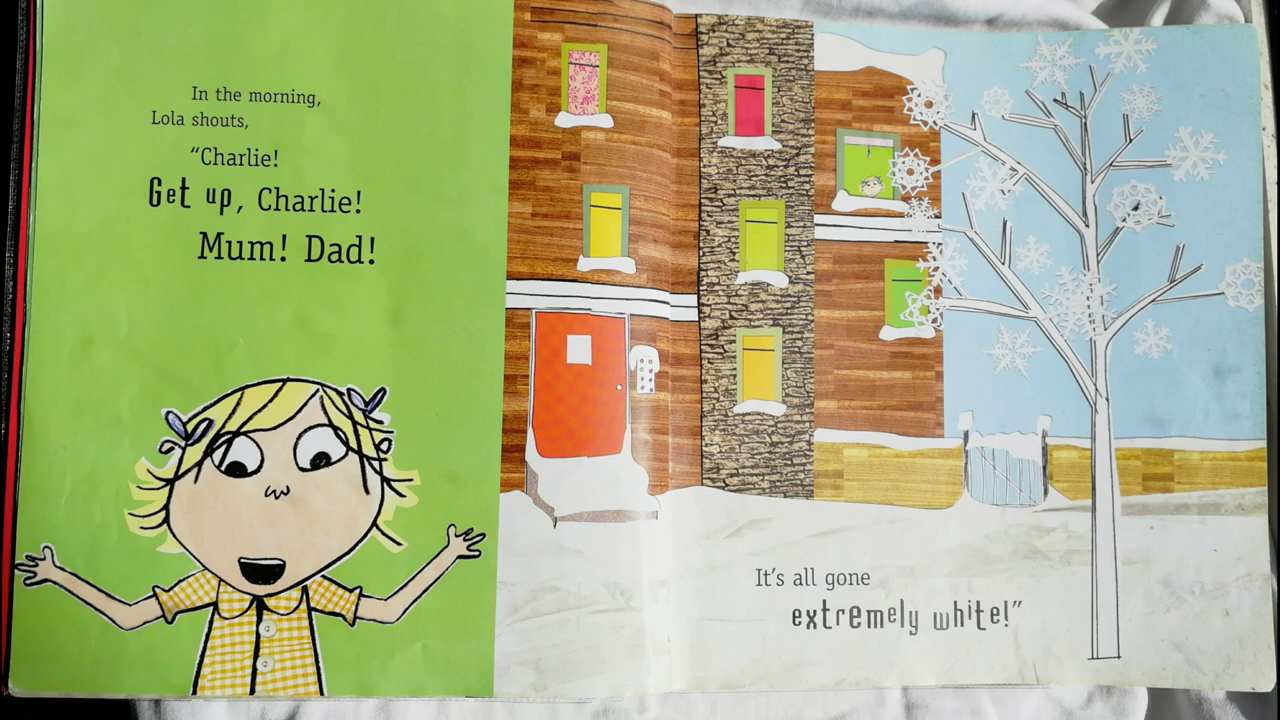 In the morning,
Lola shouts,
“Charlie!
Get up, Charlie!
Mum! Dad!
It’s all gone
extremely white!”